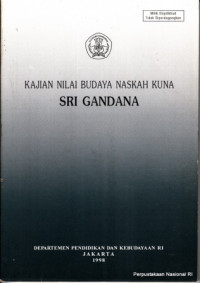 Milik Depdikbud
Tidak Diperdagangkan
KAJIAN NILAI BUDAYA NASKAH KUNA
SRI GANDANA
DEPARTEMEN PENDIDIKAN DAN KEBUDAYAAN RI
JAKARTA
1998
Perpustakaan Nasional RI